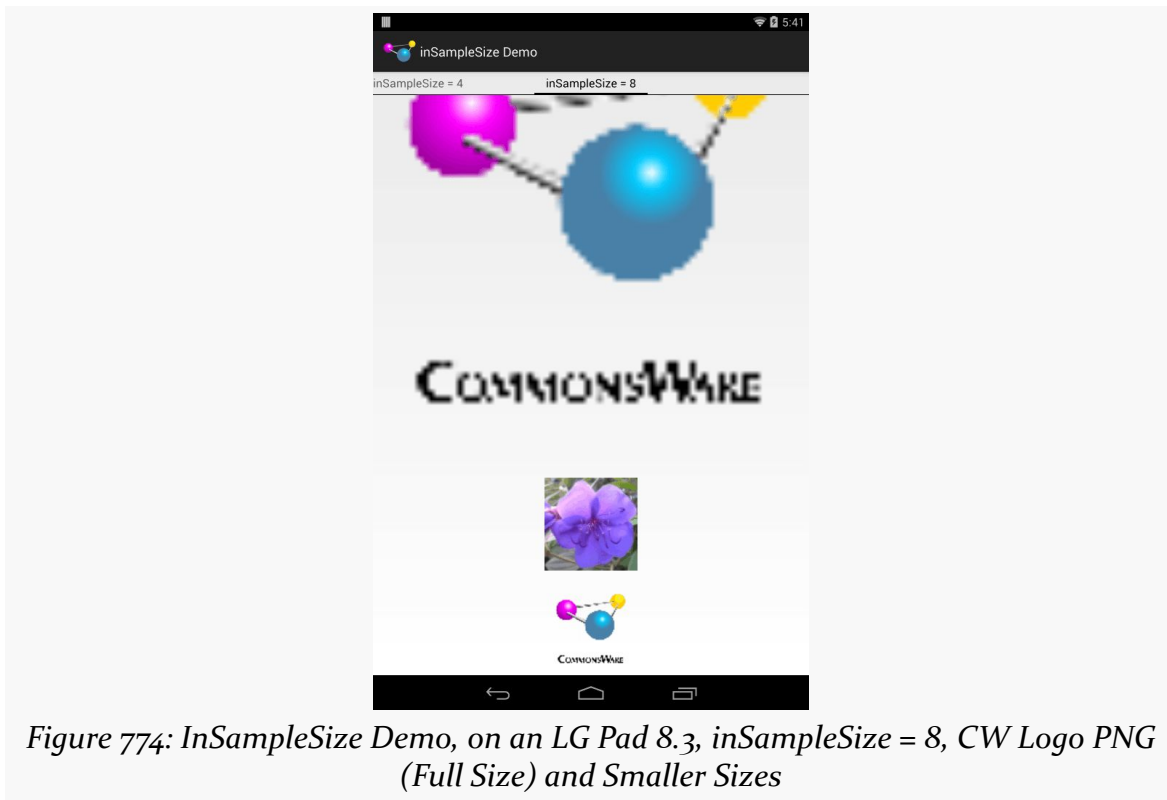 5:41
inSampleSize Demo
inSampleSize = 4
inSampleSize = 8
CommonsWare
CommonsWare
Figure 774: InSampleSize Demo, on an LG Pad 8.3, inSampleSize = 8, CW Logo PNG
(Full Size) and Smaller Sizes